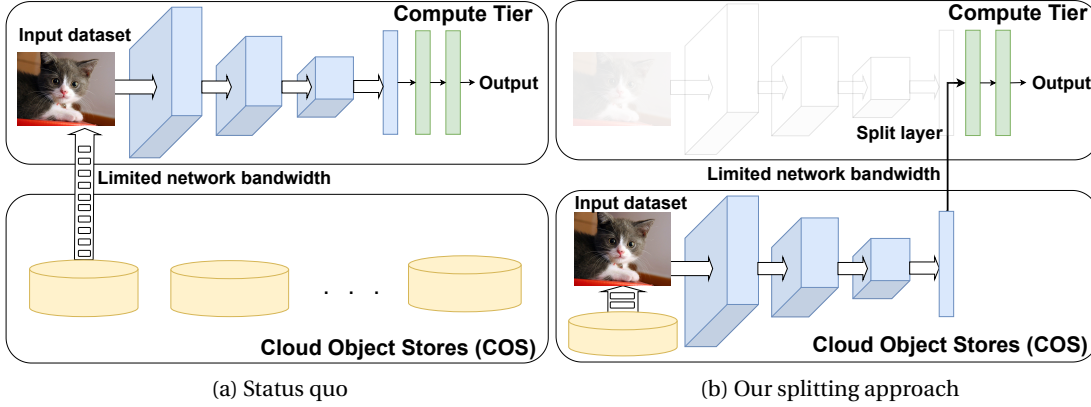 Compute Tier
Input dataset
Output
Limited network bandwidth
. . .
Cloud Object Stores (COS)
(a) Status quo
Compute Tier
Output
Split layer
Limited network bandwidth
Input dataset
Cloud Object Stores (COS)
(b) Our splitting approach